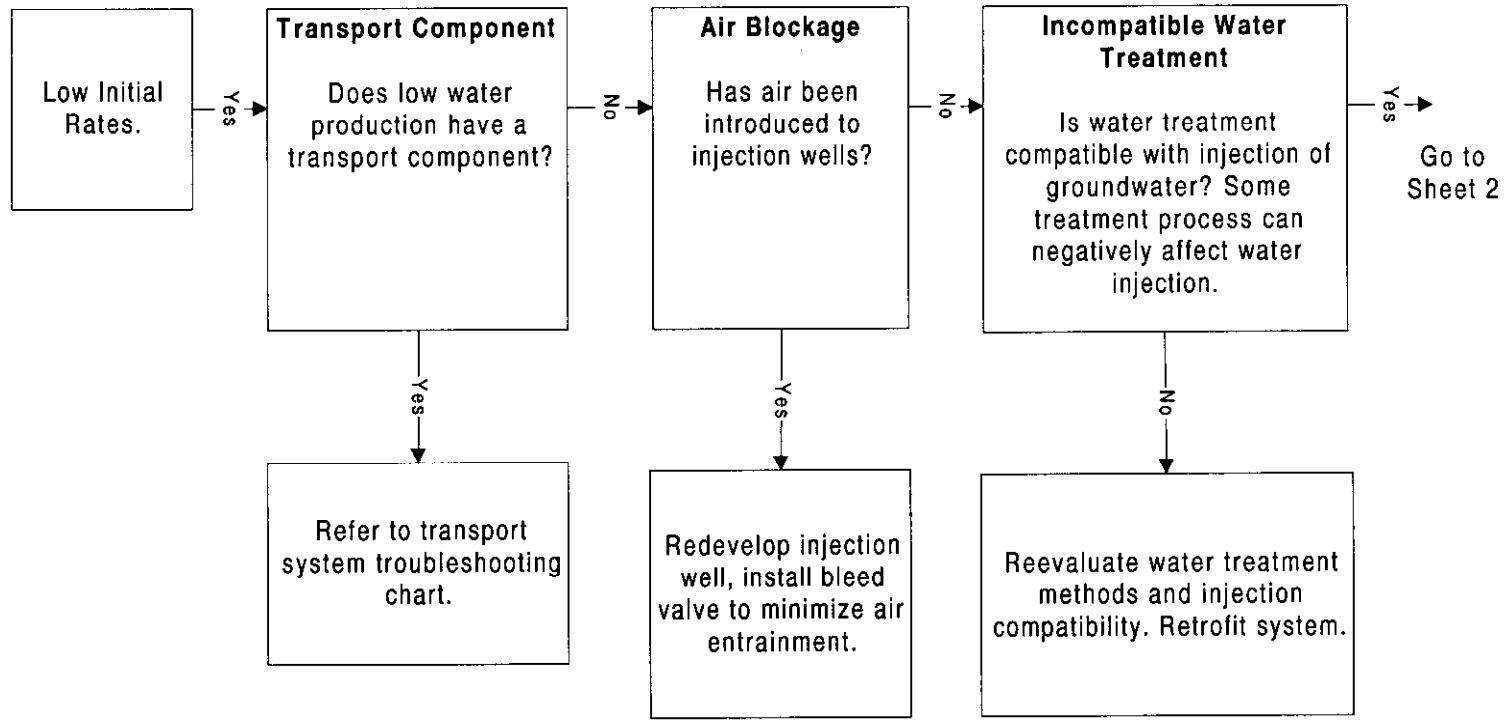 Low Initial
Rates.
Yes
Transport Component
Does low water
production have a
transport component?
No
Air Blockage
Has air been
introduced to
injection wells?
No
Incompatible Water
Treatment
Is water treatment
compatible with injection of
groundwater? Some
treatment process can
negatively affect water
injection.
Yes
Go to
Sheet 2
Yes
Refer to transport
system troubleshooting
chart.
Yes
Redevelop injection
well, install bleed
valve to minimize air
entrainment.
No
Reevaluate water treatment
methods and injection
compatibility. Retrofit system.